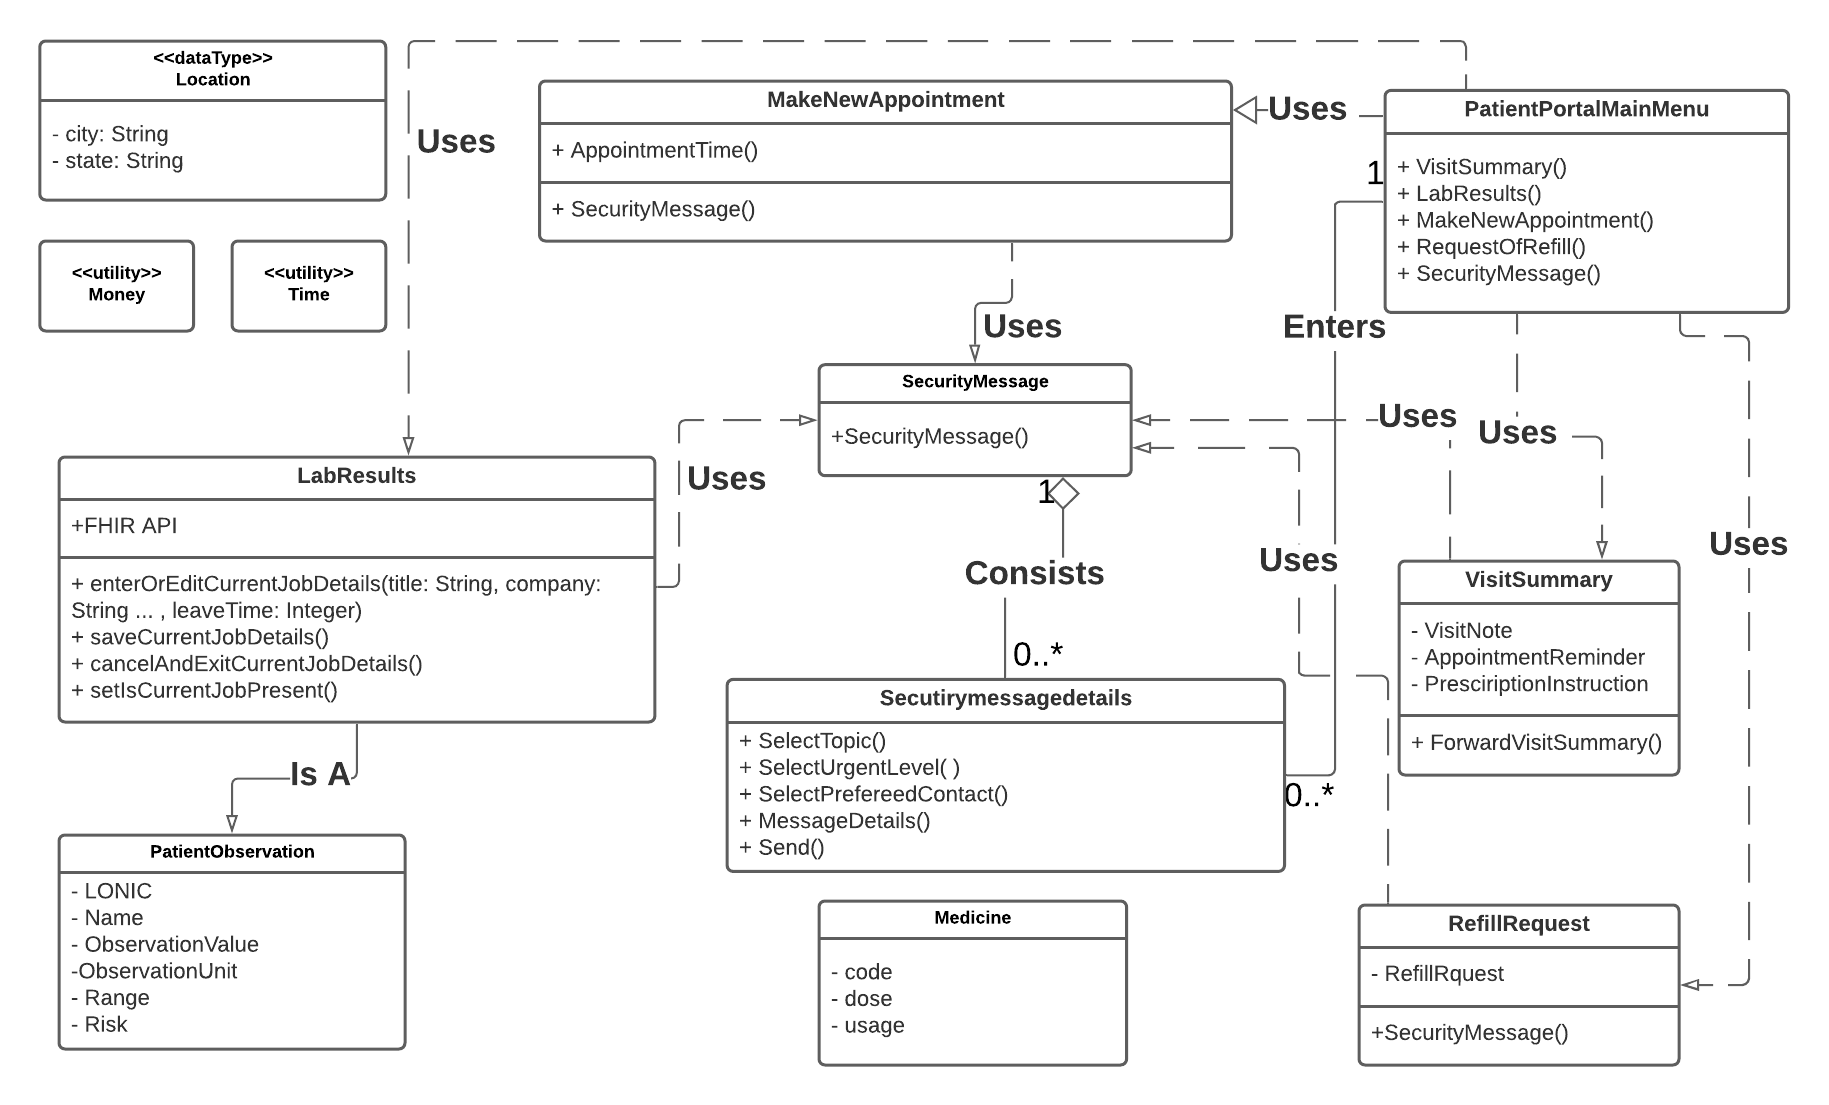 <<dataType>>
Location
- city: String
- state: String
<<utility>>
Money
<<utility>>
Time
Uses
MakeNewAppointment
+ AppointmentTime()
+ SecurityMessage()
Uses
PatientPortalMainMenu
+ VisitSummary()
+ LabResults()
+ MakeNewAppointment()
+ RequestOfRefill()
+ SecurityMessage()
1
Enters
Uses
SecurityMessage
+SecurityMessage()
1
Consists
0..*
Uses
Uses
Uses
Uses
Uses
LabResults
+FHIR API
+ enterOrEditCurrentJobDetails(title: String, company:
String ... , leaveTime: Integer)
+ saveCurrentJobDetails()
+ cancelAndExitCurrentJobDetails()
+ setIsCurrentJobPresent()
Is A
PatientObservation
- LONIC
- Name
- ObservationValue
-ObservationUnit
- Range
- Risk
Secutirymessagedetails
+ SelectTopic()
+ SelectUrgentLevel( )
+ SelectPrefereedContact()
+ MessageDetails()
+ Send()
0..*
VisitSummary
- VisitNote
- AppointmentReminder
- PresciriptionInstruction
+ ForwardVisitSummary()
Medicine
- code
- dose
- usage
RefillRequest
- RefillRquest
+SecurityMessage()